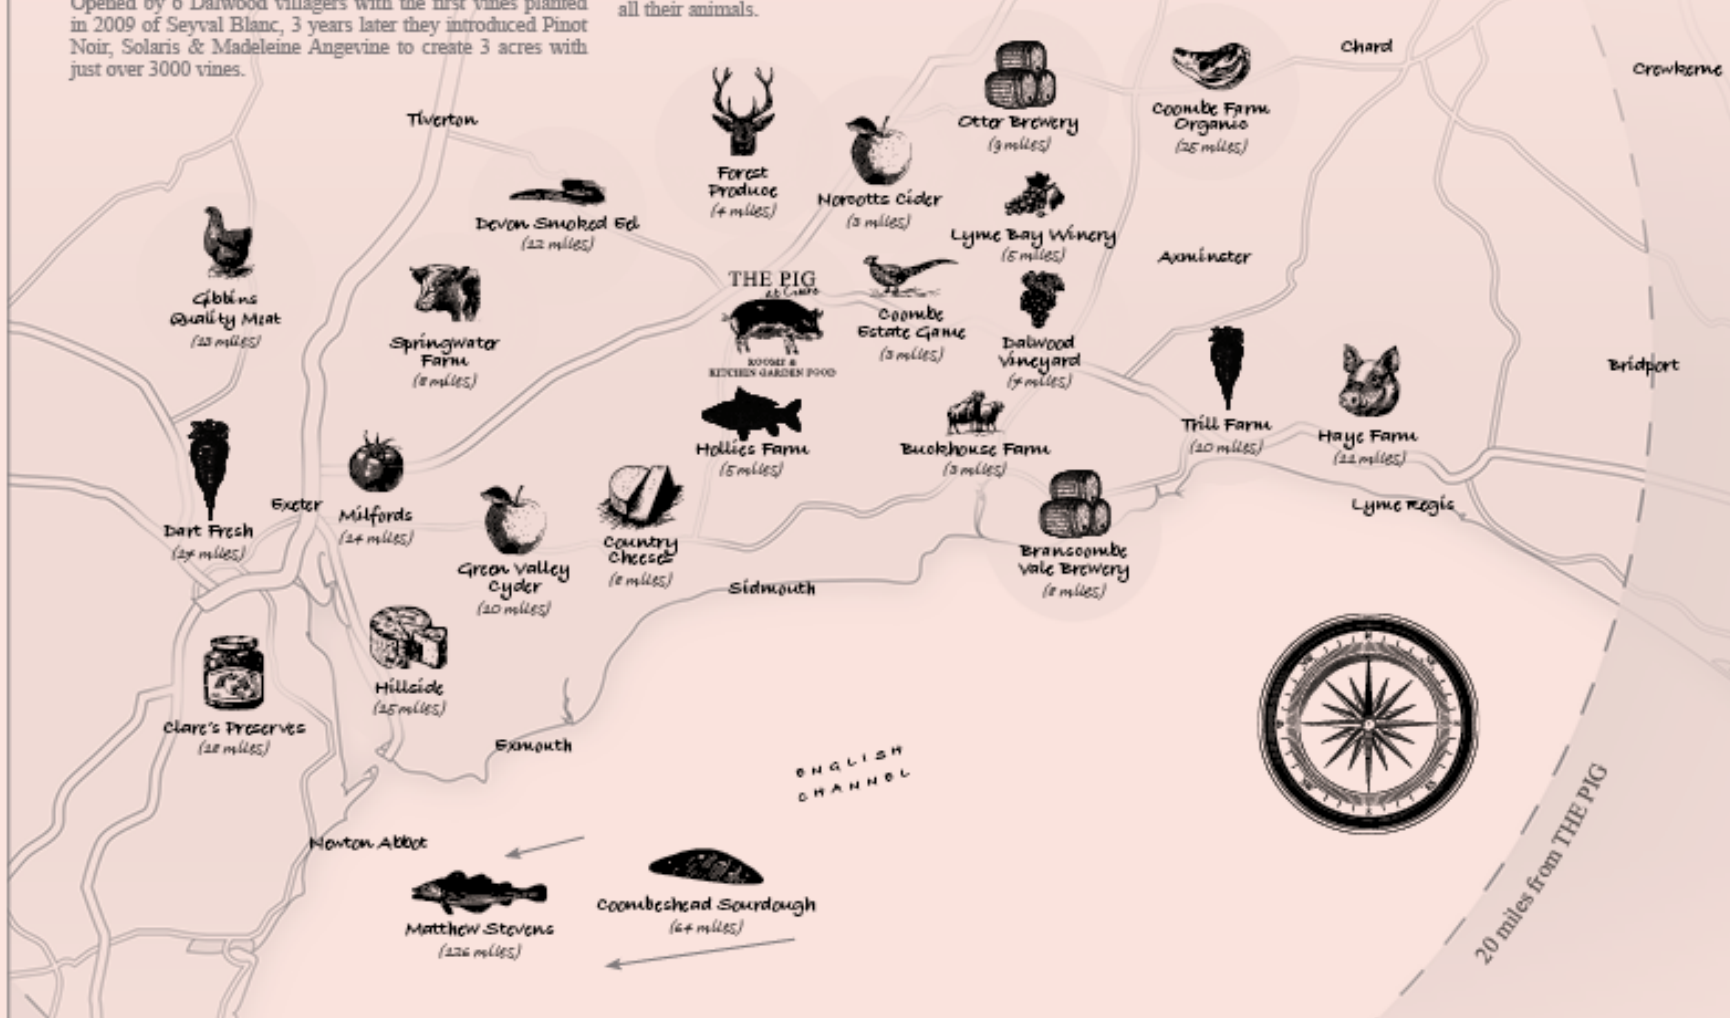 Opened by 6 Dalwood villagers with the first vines planted
in 2009 of Seyval Blanc, 3 years later they introduced Pinot
Noir, Solaris & Madeleine Angevine to create 3 acres with
just over 3000 vines.
all their animals.
Chard
Crewkerne
Tiverton
Otter Brewery
(9 miles)
Coombe Farm
Organic
(25 miles)
Forest
Produce
(4 miles)
Norcotts Cider
(3 miles)
Devon Smoked Eel
(12 miles)
Lyme Bay Winery
(5 miles)
Axminster
Gibbins
Quality Meat
(13 miles)
Springwater
Farm
(8 miles)
THE PIG
at Combe
ROOMS &
KITCHEN GARDEN FOOD
Coombe
Estate Game
(3 miles)
Dalwood
Vineyard
(7 miles)
Bridport
Hollies Farm
(5 miles)
Buckhouse Farm
(3 miles)
Trill Farm
(10 miles)
Haye Farm
(11 miles)
Exeter
Dart Fresh
(17 miles)
Milfords
(14 miles)
Green Valley
Cyder
(10 miles)
Country
Cheeses
(8 miles)
Branscombe
Vale Brewery
(8 miles)
Lyme Regis
Sidmouth
Clare's Preserves
(18 miles)
Hillside
(15 miles)
Exmouth
ENGLISH
CHANNEL
Newton Abbot
Matthew Stevens
(126 miles)
Coombeshead Sourdough
(64 miles)
20 miles from THE PIG